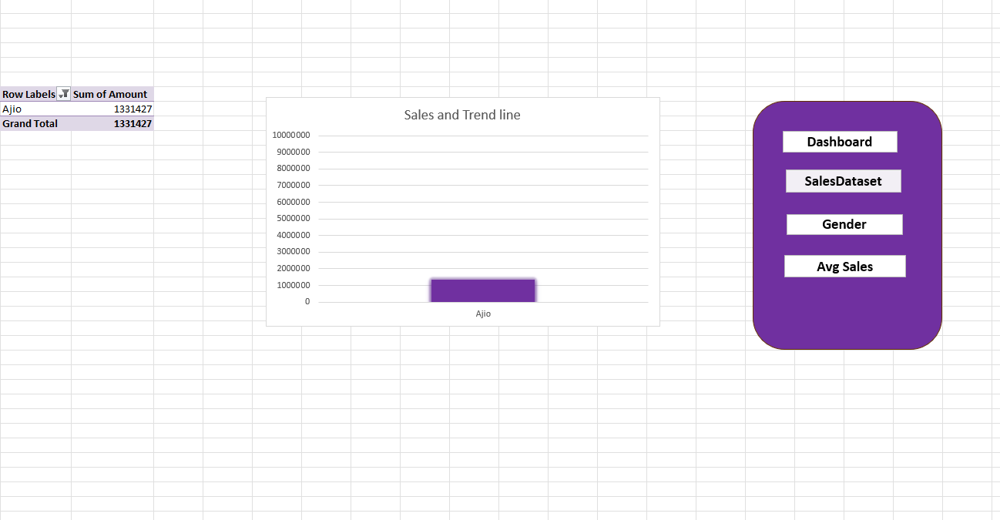 Row Labels Sum of Amount
Ajio 1331427
Grand Total 1331427
Sales and Trend line
10000000
9000000
8000000
7000000
6000000
5000000
4000000
3000000
2000000
1000000
0
Ajio
Dashboard
SalesDataset
Gender
Avg Sales